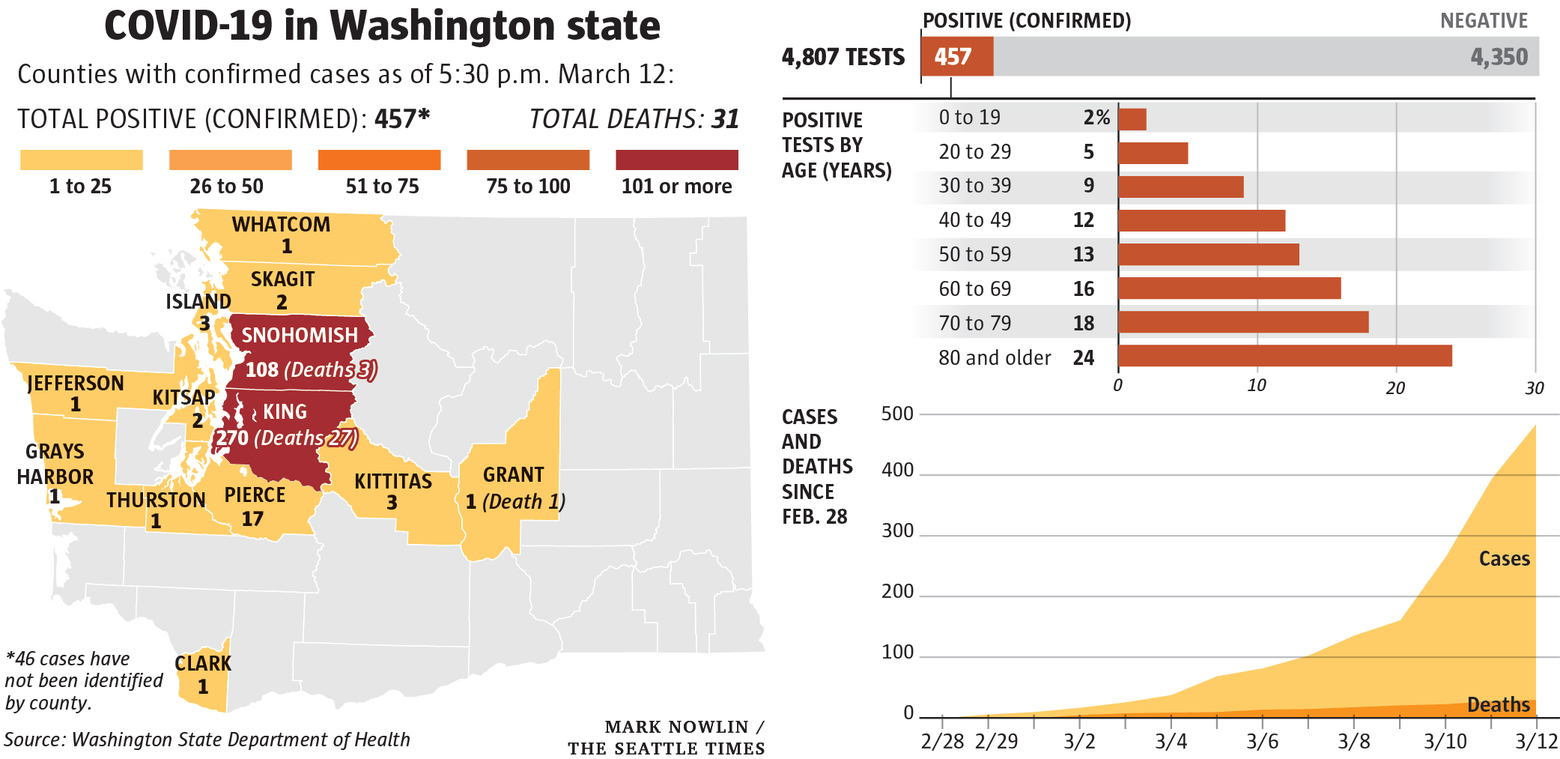 COVID-19 in Washington state
Counties with confirmed cases as of 5:30 p.m. March 12:
TOTAL POSITIVE (CONFIRMED): 457*
TOTAL DEATHS: 31
1 to 25
26 to 50
51 to 75
75 to 100
101 or more
WHATCOM
1
SKAGIT
2
ISLAND
3
SNOHOMISH
108 (Deaths 3)
JEFFERSON
1
KITSAP
2
KING
270 (Deaths 27)
GRAYS
HARBOR
1
THURSTON
1
PIERCE
17
KITTITAS
3
GRANT
1 (Death 1)
CLARK
1
*46 cases have
not been identified
by county.
Source: Washington State Department of Health
MARK NOWLIN /
THE SEATTLE TIMES
POSITIVE (CONFIRMED)
NEGATIVE
4,807 TESTS
457
4,350
POSITIVE
TESTS BY
AGE (YEARS)
0 to 19 2%
20 to 29 5
30 to 39 9
40 to 49 12
50 to 59 13
60 to 69 16
70 to 79 18
80 and older 24
0 10 20 30
CASES
AND
DEATHS
SINCE
FEB. 28
500
400
300
200
100
0
Cases
Deaths
2/28 2/29 3/2 3/4 3/6 3/8 3/10 3/12